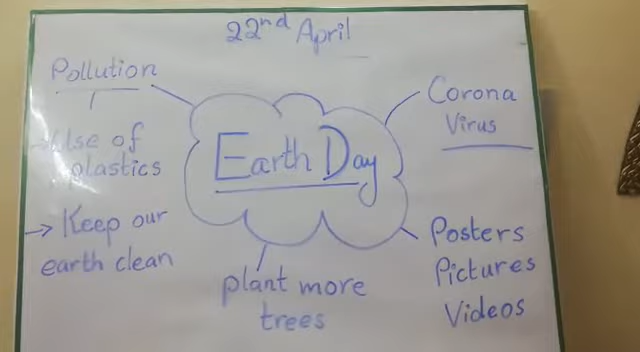 22nd April
Pollution
→ Use of
plastics
→ Keep our
earth clean
Earth Day
Corona
Virus
plant more
trees
Posters
Pictures
Videos